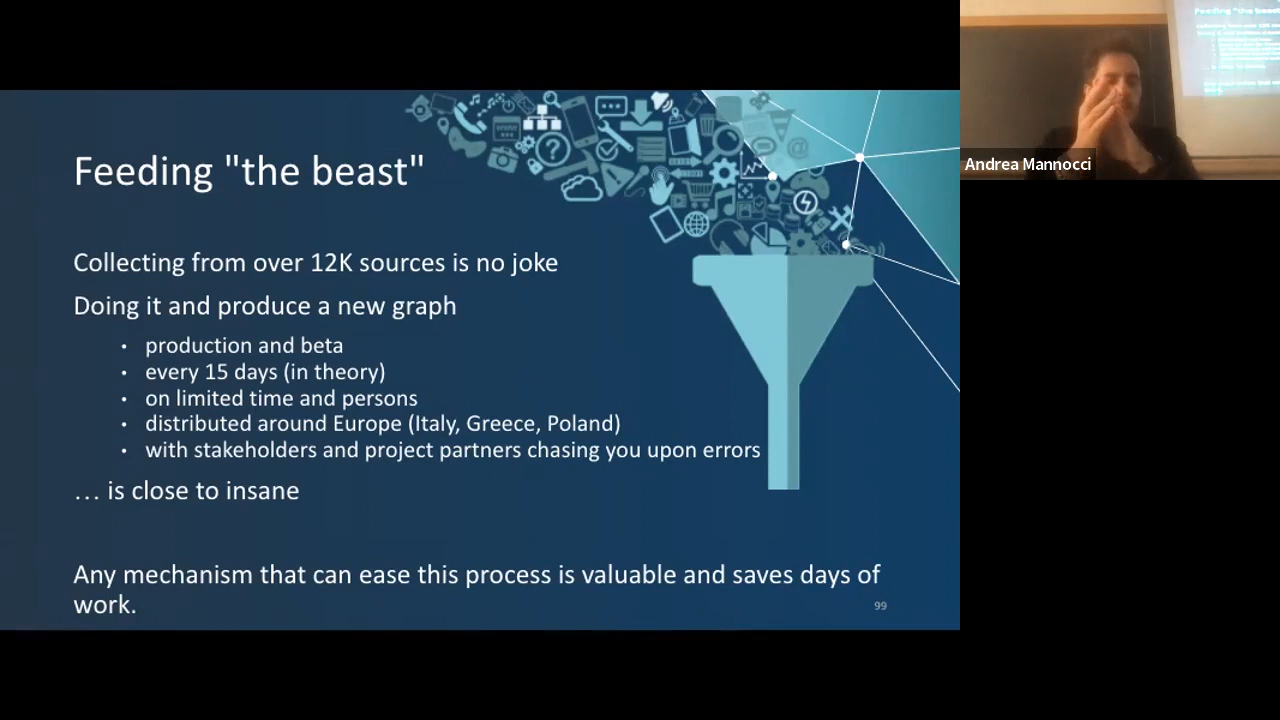 Feeding "the beast"
Collecting from over 12K sources is no joke
Doing it and produce a new graph
• production and beta
• every 15 days (in theory)
• on limited time and persons
• distributed around Europe (Italy, Greece, Poland)
• with stakeholders and project partners chasing you upon errors
... is close to insane
Any mechanism that can ease this process is valuable and saves days of
work.
99
Feeding "the beast"
Andrea Mannocci